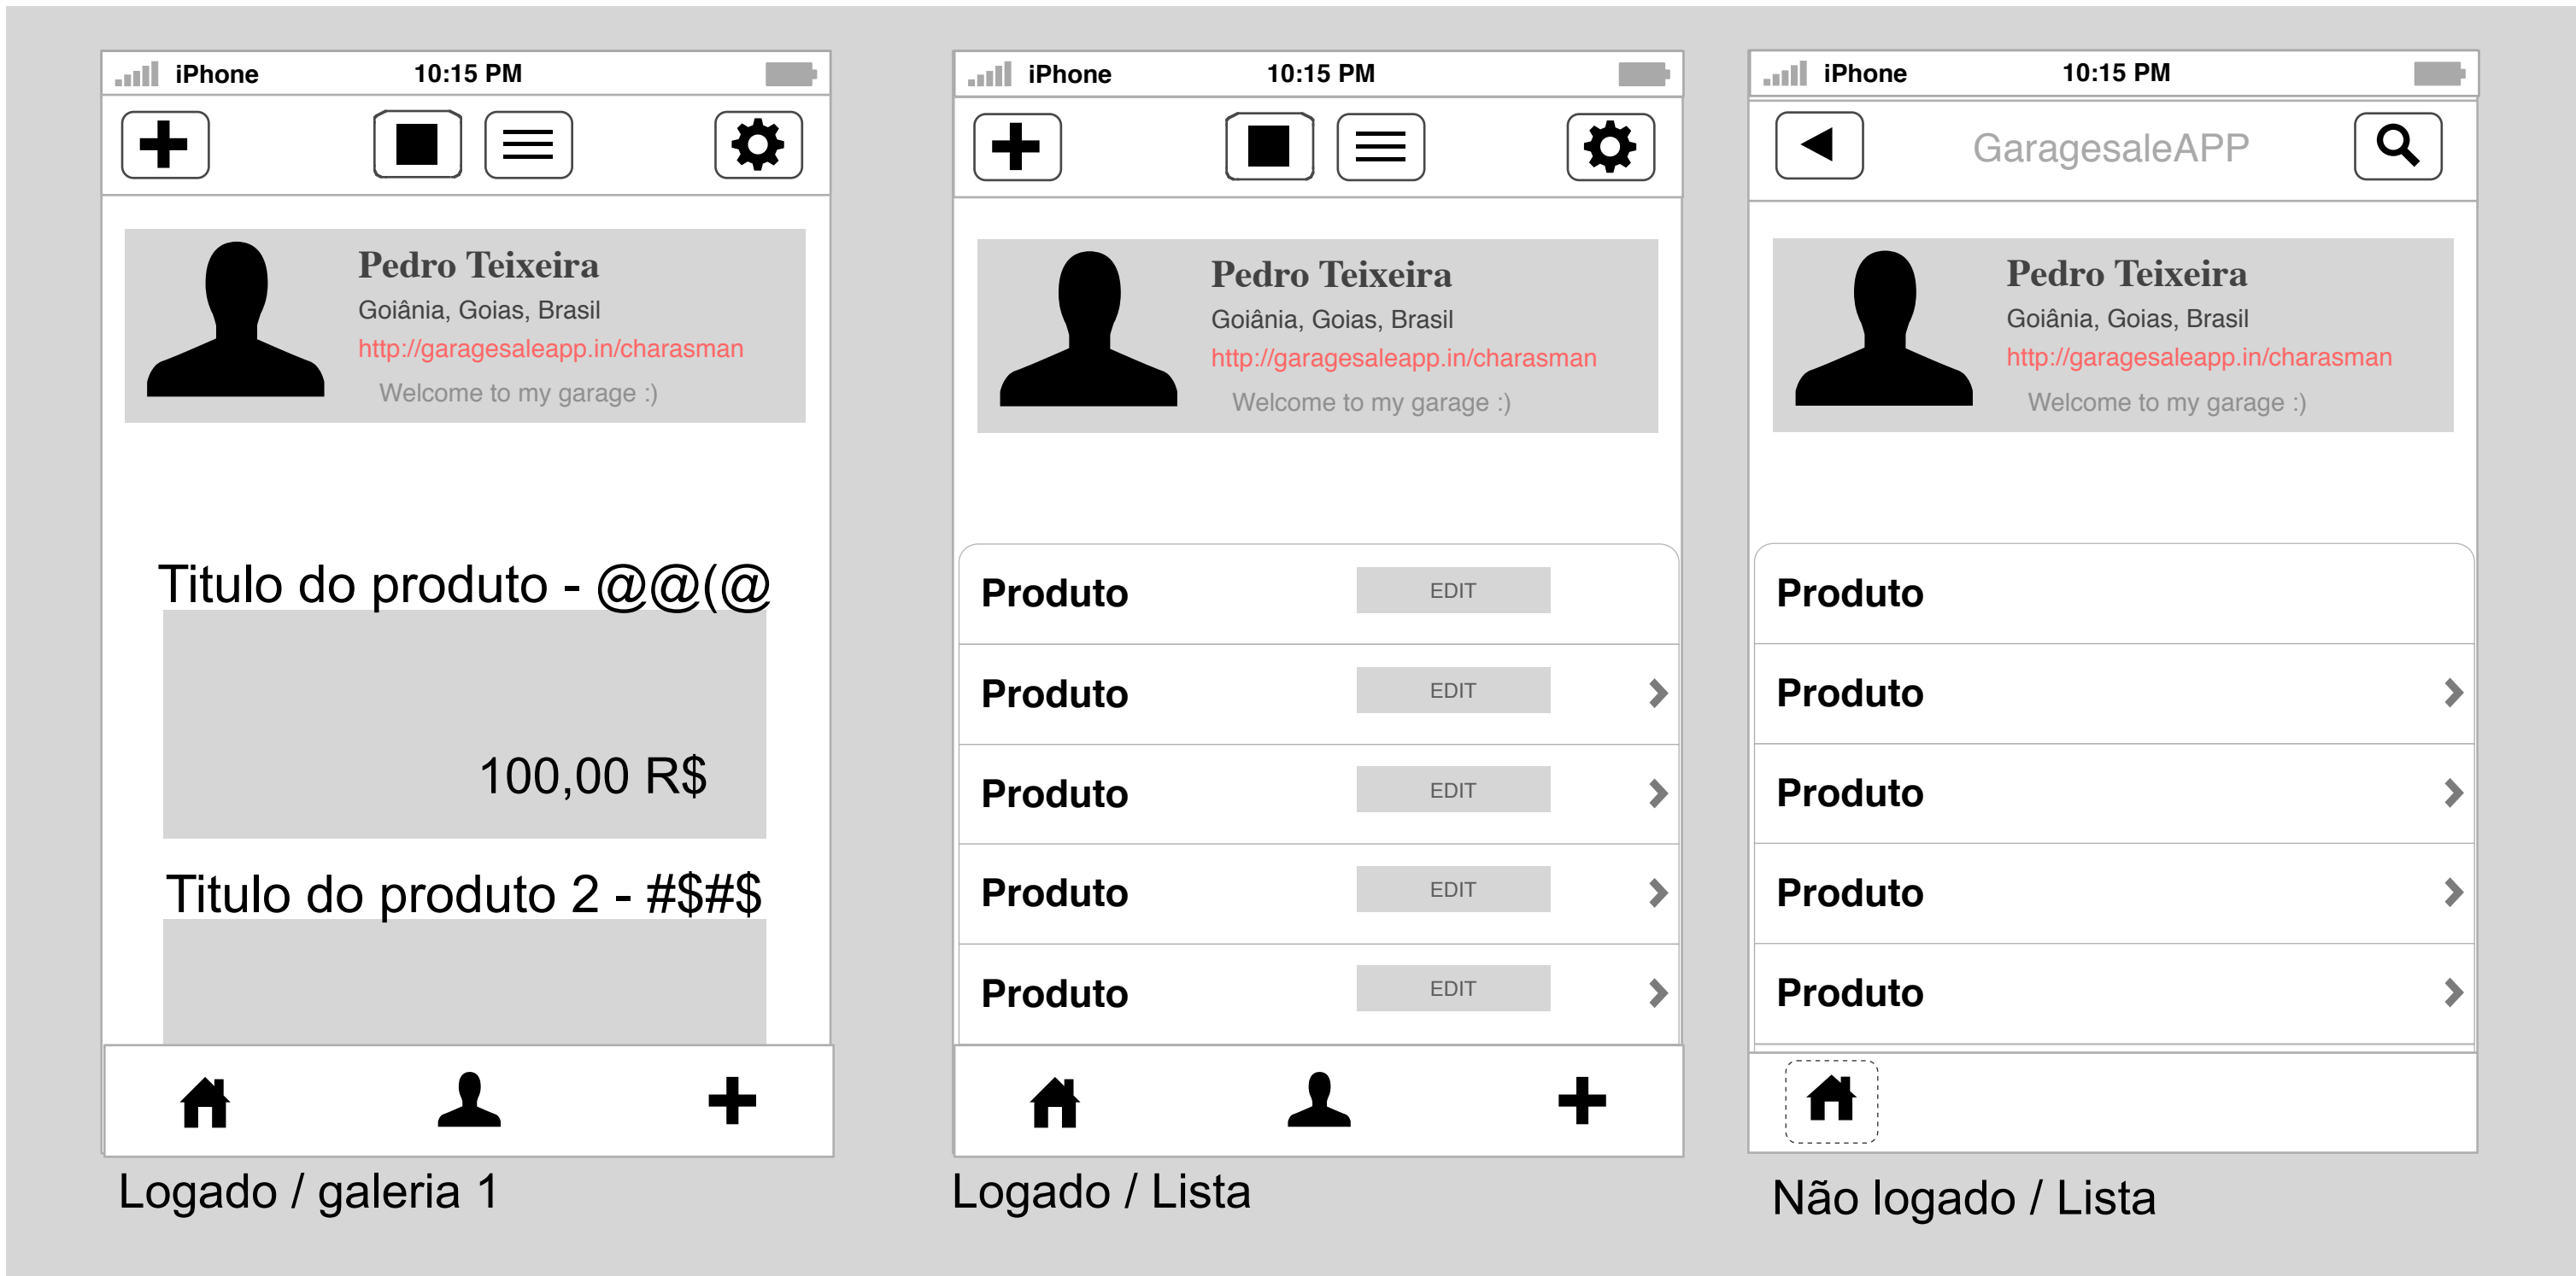 iPhone 10:15 PM
Pedro Teixeira
Goiânia, Goias, Brasil
http://garagesaleapp.in/charasman
Welcome to my garage :)
Titulo do produto - @@(@
100,00 R$
Titulo do produto 2 - #$#$
Logado / galeria 1
iPhone 10:15 PM
Pedro Teixeira
Goiânia, Goias, Brasil
http://garagesaleapp.in/charasman
Welcome to my garage :)
Produto EDIT
Produto EDIT
Produto EDIT
Produto EDIT
Produto EDIT
Logado / Lista
iPhone 10:15 PM
GaragesaleAPP
Pedro Teixeira
Goiânia, Goias, Brasil
http://garagesaleapp.in/charasman
Welcome to my garage :)
Produto
Produto
Produto
Produto
Produto
Não logado / Lista